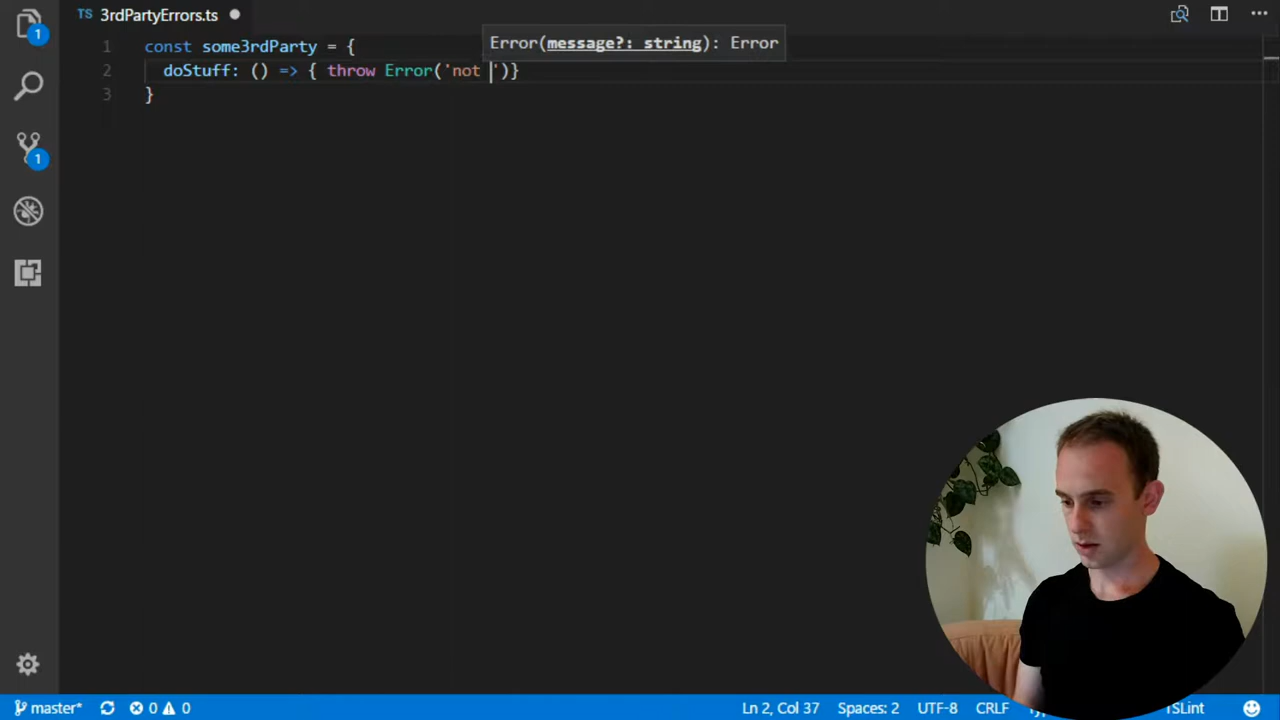 1
TS 3rdPartyErrors.ts
Error(message?: string): Error
1 const some3rdParty = {
2 doStuff: () => { throw Error('not ')}
3 }
1
master* 0 0 Ln 2, Col 37 Spaces: 2 UTF-8 CRLF TSLint